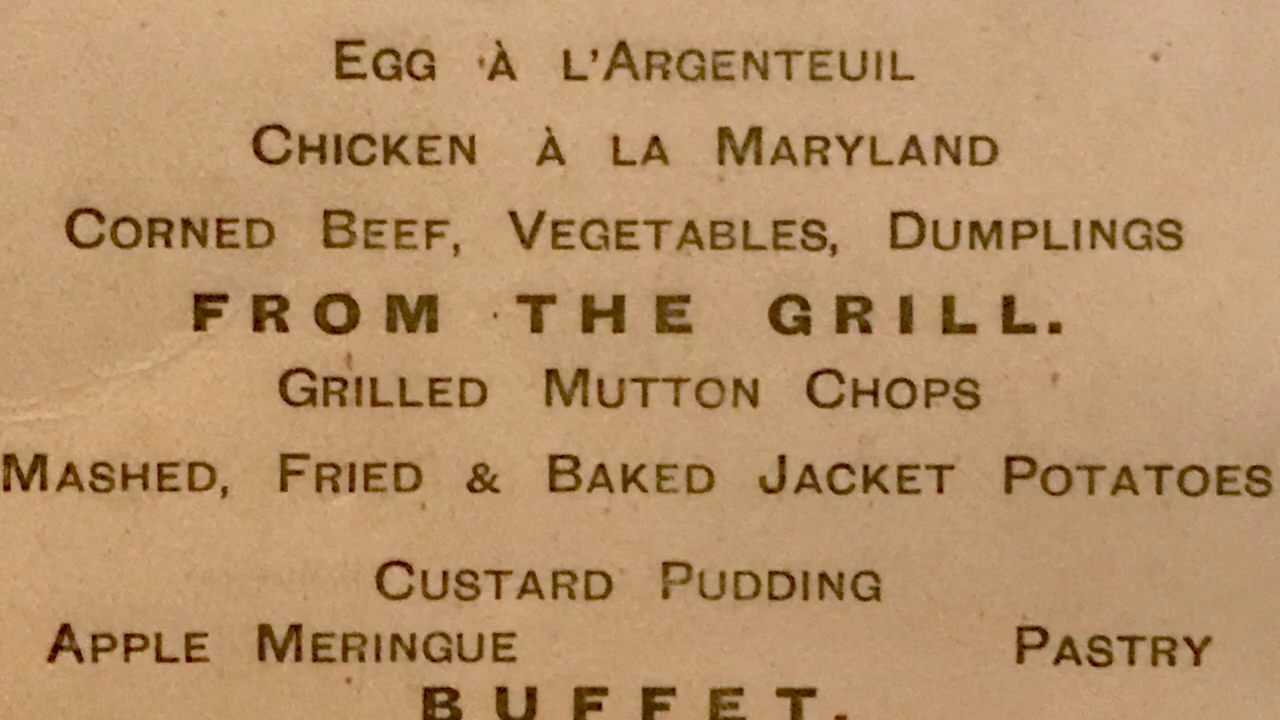 EGG À L'ARGENTEUIL
CHICKEN À LA MARYLAND
CORNED BEEF, VEGETABLES, DUMPLINGS
FROM THE GRILL.
GRILLED MUTTON CHOPS
MASHED, FRIED & BAKED JACKET POTATOES
CUSTARD PUDDING
APPLE MERINGUE PASTRY
BUFFET.